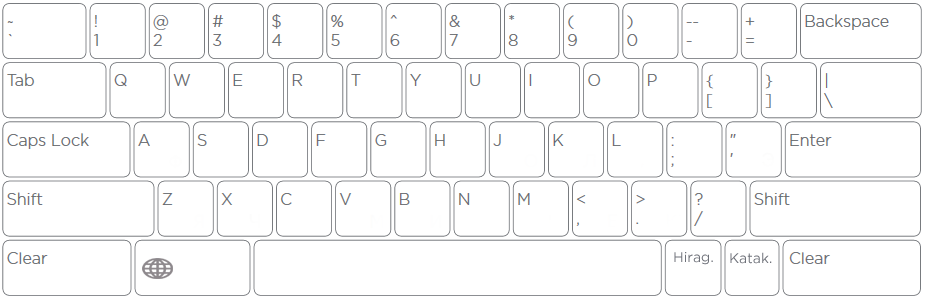 ~ ! @ # $ % ^ & * ( ) -- + Backspace
` 1 2 3 4 5 6 7 8 9 0 - =
Tab Q W E R T Y U I O P { } |
[ ] \
Caps Lock A S D F G H J K L : " Enter
; '
Shift Z X C V B N M < > ? Shift
, . /
Clear Hirag. Katak. Clear